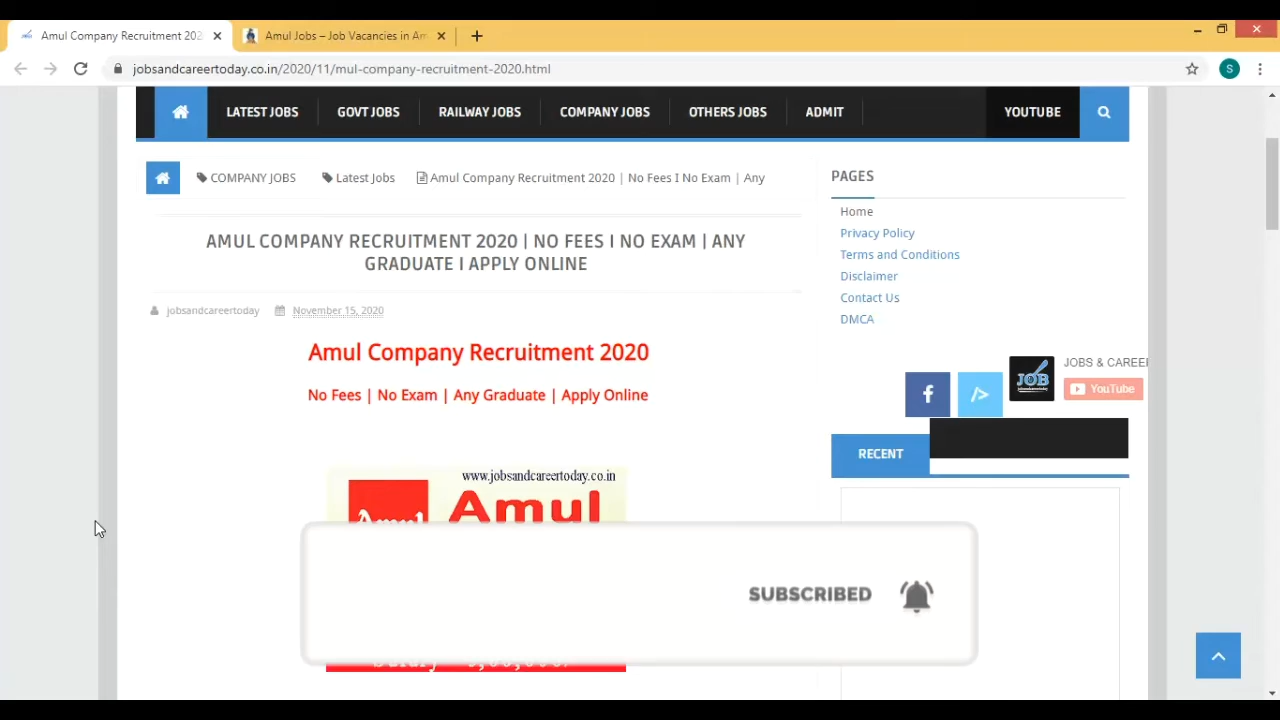 Amul Company Recruitment 202
Amul Jobs – Job Vacancies in Am
jobsandcareertoday.co.in/2020/11/mul-company-recruitment-2020.html
S
LATEST JOBS
GOVT JOBS
RAILWAY JOBS
COMPANY JOBS
OTHERS JOBS
ADMIT
YOUTUBE
COMPANY JOBS
Latest Jobs
Amul Company Recruitment 2020 | No Fees I No Exam | Any
AMUL COMPANY RECRUITMENT 2020 | NO FEES I NO EXAM | ANY
GRADUATE I APPLY ONLINE
jobsandcareertoday
November 15, 2020
Amul Company Recruitment 2020
No Fees | No Exam | Any Graduate | Apply Online
www.jobsandcareertoday.co.in
Amul
Amul
SUBSCRIBED
PAGES
Home
Privacy Policy
Terms and Conditions
Disclaimer
Contact Us
DMCA
JOB
JOBS & CAREE
YouTube
RECENT